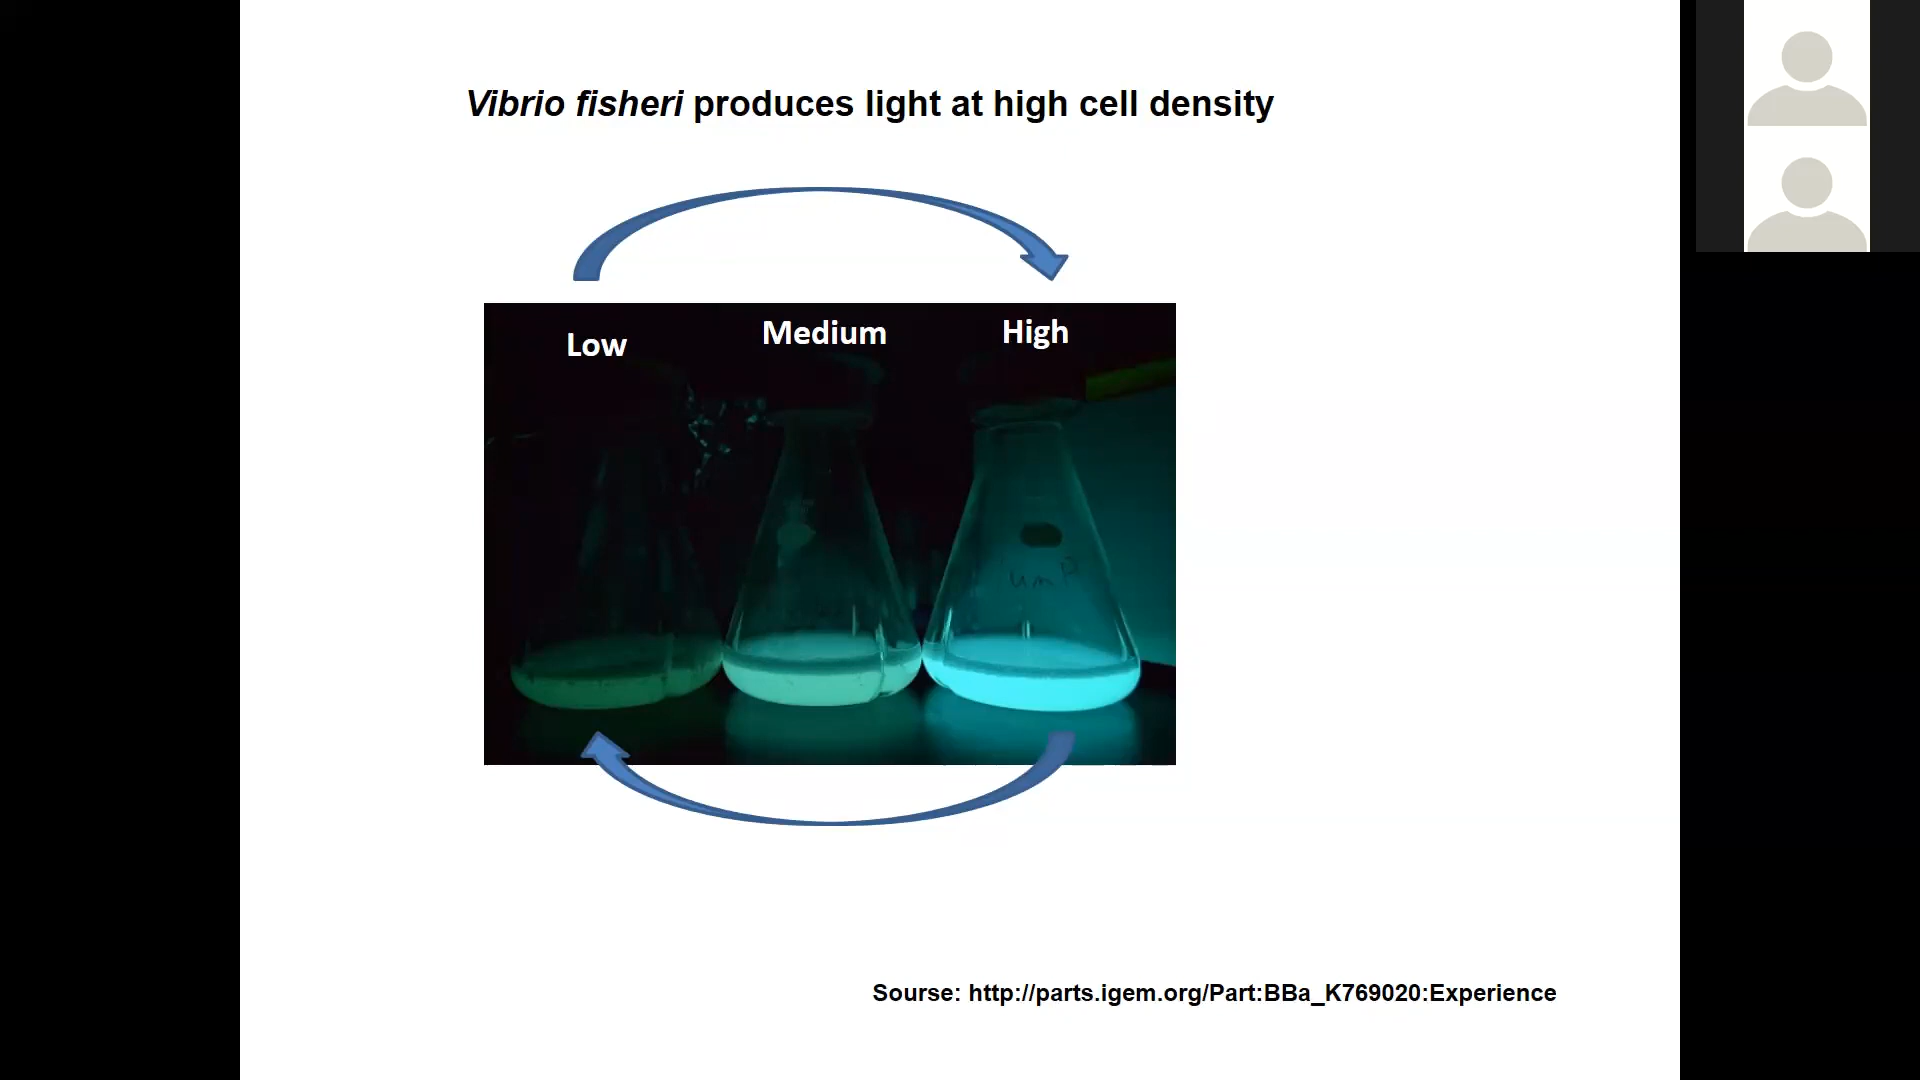 Vibrio fisheri produces light at high cell density
Low
Medium
High
Sourse: http://parts.igem.org/Part:BBa_K769020:Experience